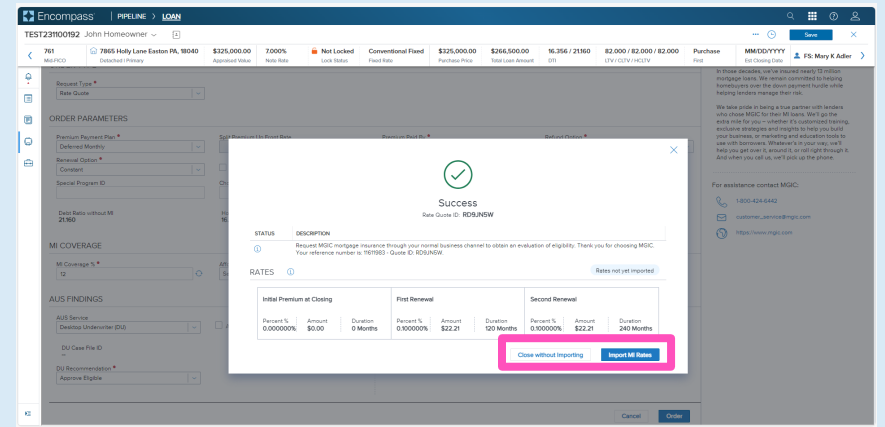 Encompass | PIPELINE > LOAN
TEST231100192 John Homeowner
Save
761 7865 Holly Lane Easton PA, 18040 $325,000.00 7.000% Not Locked Conventional Fixed $325,000.00 $266,500.00 16.356 / 21.160 82.000 / 82.000 / 82.000 Purchase MM/DD/YYYY FS: Mary K Adler
Mid-FICO Detached | Primary Appraised Value Note Rate Lock Status Fixed Rate Purchase Price Total Loan Amount DTI LTV / CLTV / HCLTV First Est Closing Date
Request Type *
Rate Quote
ORDER PARAMETERS
Premium Payment Plan * Split Premium Up Front Rate Premium Paid By * Refund Option *
Deferred Monthly
Renewal Option *
Constant
Special Program ID
Debt Ratio without MI
21.160
MI COVERAGE
MI Coverage % *
12
AUS FINDINGS
AUS Service
Desktop Underwriter (DU)
DU Case File ID
--
DU Recommendation *
Approve Eligible
Success
Rate Quote ID: RD9JN5W
STATUS DESCRIPTION
Request MGIC mortgage insurance through your normal business channel to obtain an evaluation of eligibility. Thank you for choosing MGIC.
Your reference number is: 11611983 - Quote ID: RD9JN5W
RATES Rates not yet imported
Initial Premium at Closing First Renewal Second Renewal
Percent % Amount Duration Percent % Amount Duration Percent % Amount Duration
0.000000% $0.00 0 Months 0.100000% $22.21 120 Months 0.100000% $22.21 240 Months
Close without Importing Import MI Rates
In those decades, we've insured nearly 13 million
mortgage loans. We remain committed to helping
homebuyers over the down payment hurdle while
helping lenders manage their risk.
We take pride in being a true partner with lenders
who chose MGIC for their MI loans. We'll go the
extra mile for you – whether it's customized training,
exclusive strategies and insights to help you build
your business, or marketing and education tools to
use with borrowers. Whatever's in your way, we'll
help you get over it, around it, or roll right through it.
And when you call us, we'll pick up the phone.
For assistance contact MGIC:
1-800-424-6442
customer_service@mgic.com
https://www.mgic.com
Cancel Order